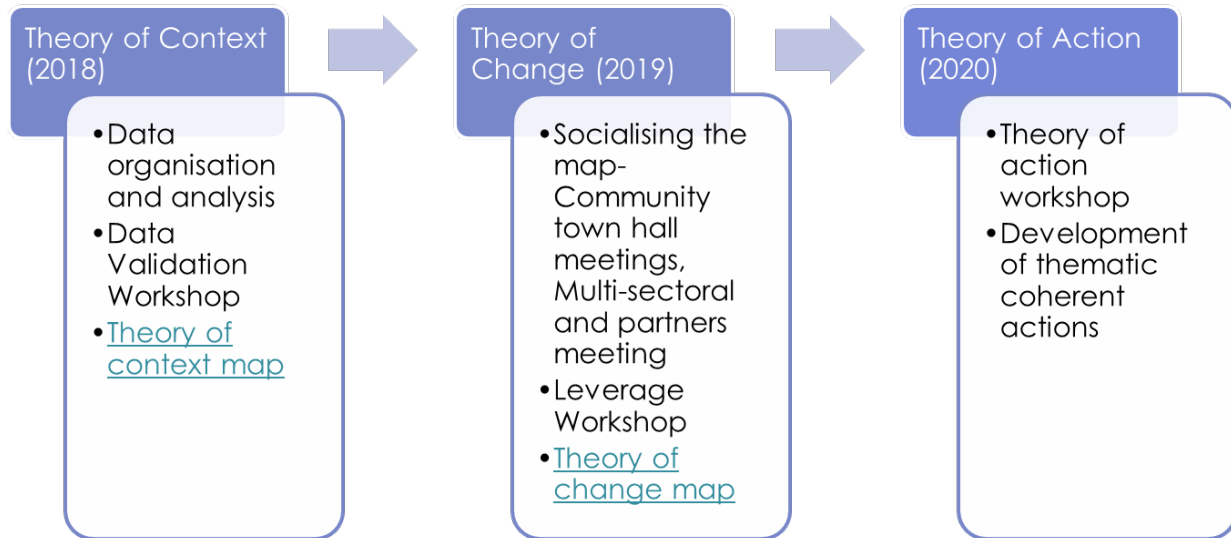 Theory of Context
(2018)
•Data
organisation
and analysis
•Data
Validation
Workshop
•Theory of
context map
Theory of
Change (2019)
•Socialising the
map-
Community
town hall
meetings,
Multi-sectoral
and partners
meeting
•Leverage
Workshop
•Theory of
change map
Theory of Action
(2020)
•Theory of
action
workshop
•Development
of thematic
coherent
actions